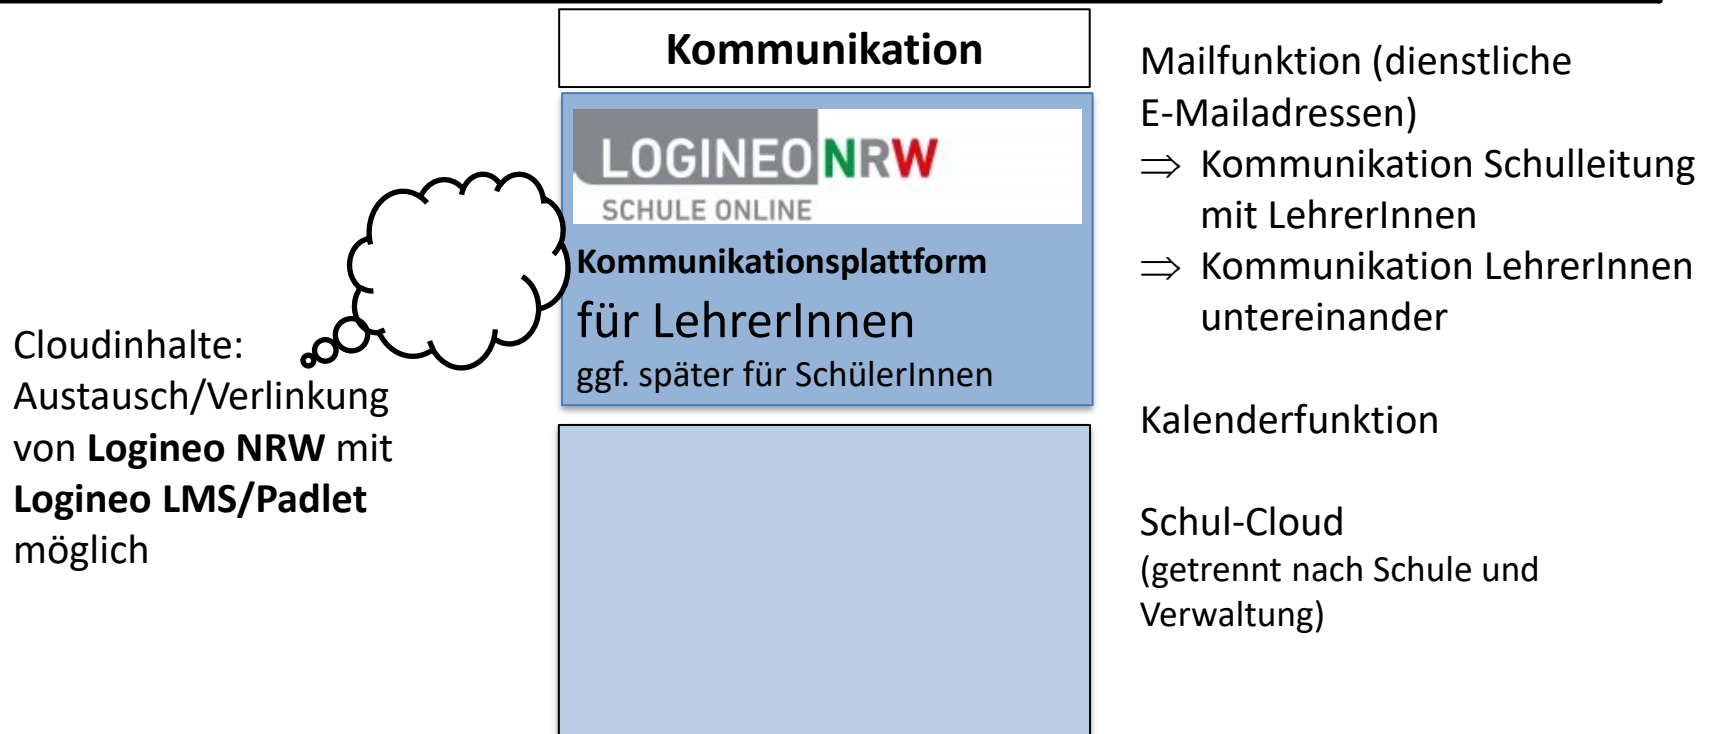 Kommunikation
LOGINEO NRW
SCHULE ONLINE
Kommunikationsplattform
für LehrerInnen
ggf. später für SchülerInnen
Cloudinhalte:
Austausch/Verlinkung
von Logineo NRW mit
Logineo LMS/Padlet
möglich
Mailfunktion (dienstliche
E-Mailadressen)
⇒ Kommunikation Schulleitung
mit LehrerInnen
⇒ Kommunikation LehrerInnen
untereinander
Kalenderfunktion
Schul-Cloud
(getrennt nach Schule und
Verwaltung)